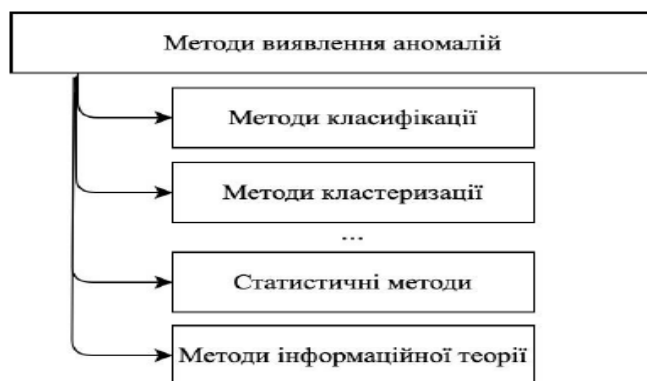 Методи виявлення аномалій
Методи класифікації
Методи кластеризації
...
Статистичні методи
Методи інформаційної теорії